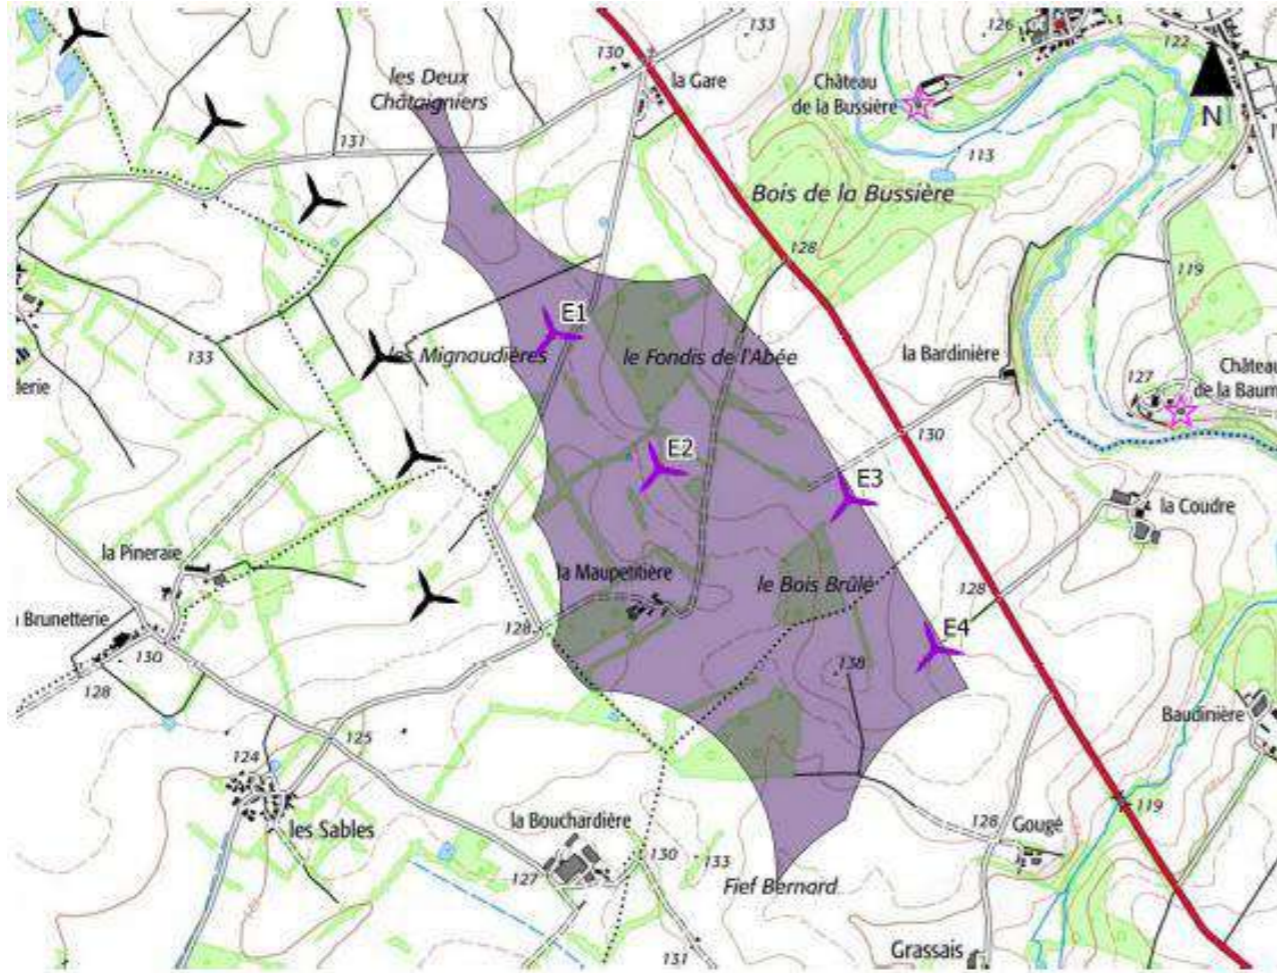 133
126
122
130
les Deux
Châtaigniers
la Gare
Château
de la Bussière
N
131
113
Bois de la Bussière
128
119
E1
133
les Mignaudières
le Fondis de l'Abée
la Bardinière
127
Château
de la Baum
derie
130
E2
E3
la Coudre
la Pineraie
la Maupetitière
le Bois Brûlé
128
Brunetterie
128
E4
130
138
128
Baudinière
125
124
119
les Sables
la Bouchardière
128
Gougé
130
133
127
Fief Bernard
131
Grassais